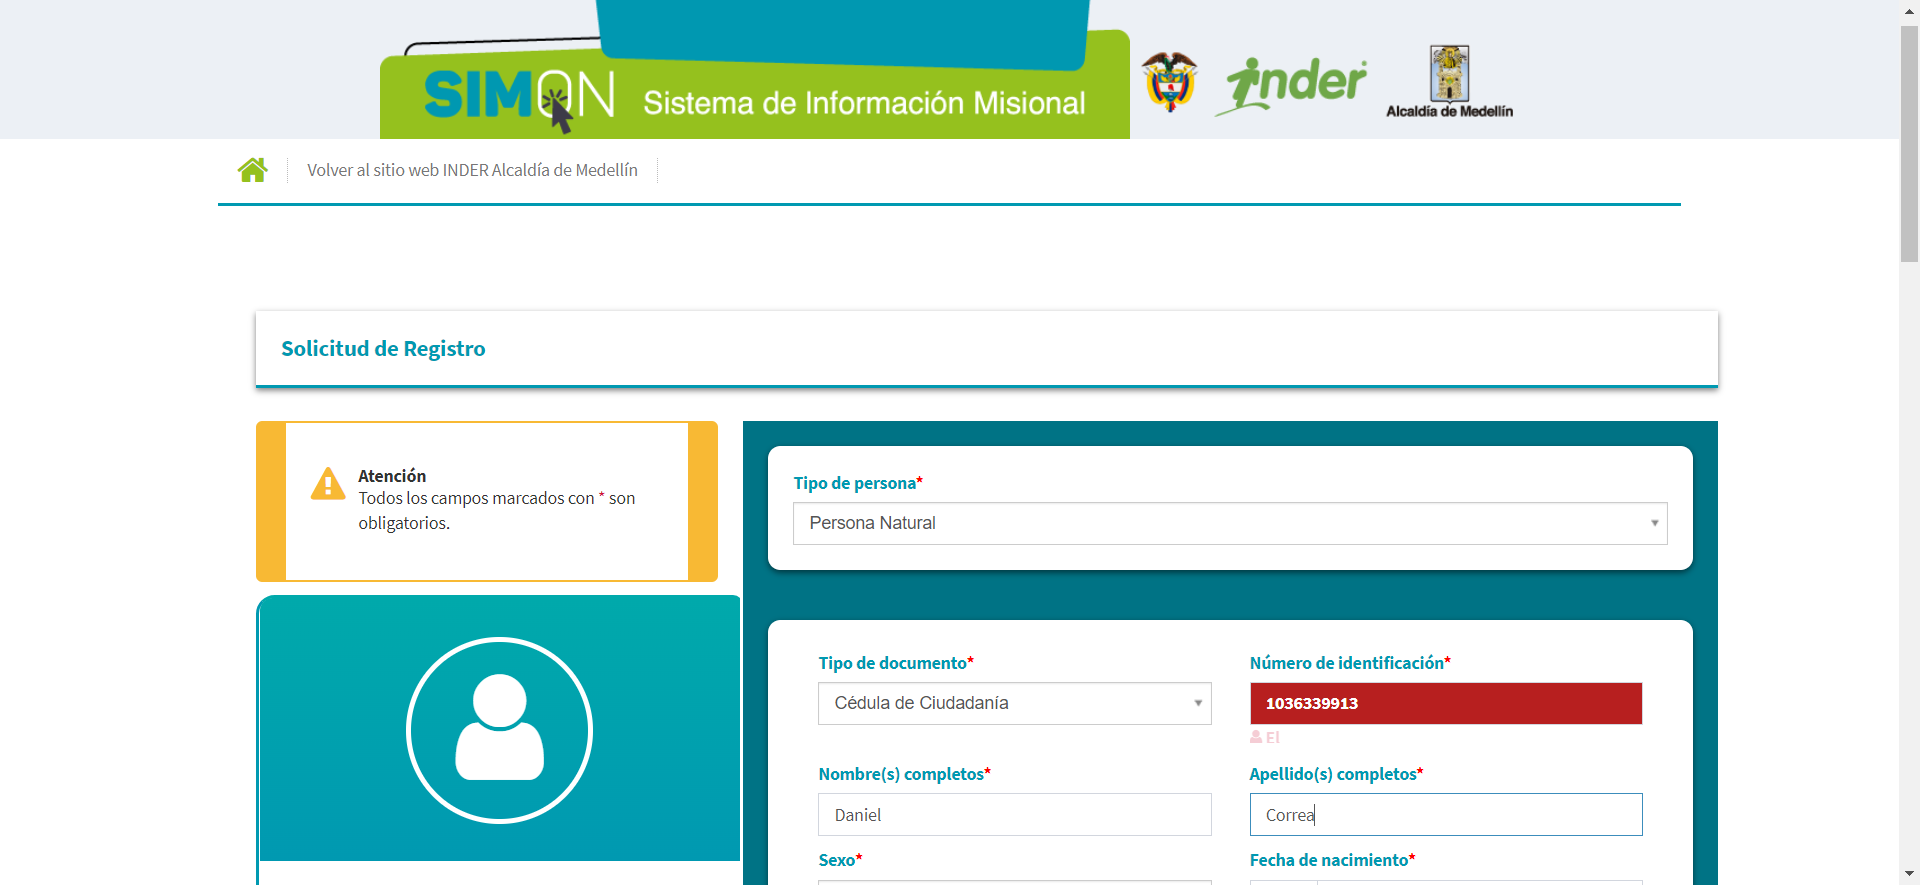 SIMON Sistema de Información Misional
inder
Alcaldía de Medellín
Volver al sitio web INDER Alcaldía de Medellín
Solicitud de Registro
Atención
Todos los campos marcados con * son
obligatorios.
Tipo de persona*
Persona Natural
Tipo de documento*
Número de identificación*
Cédula de Ciudadanía
1036339913
El
Nombre(s) completos*
Apellido(s) completos*
Daniel
Correa
Sexo*
Fecha de nacimiento*